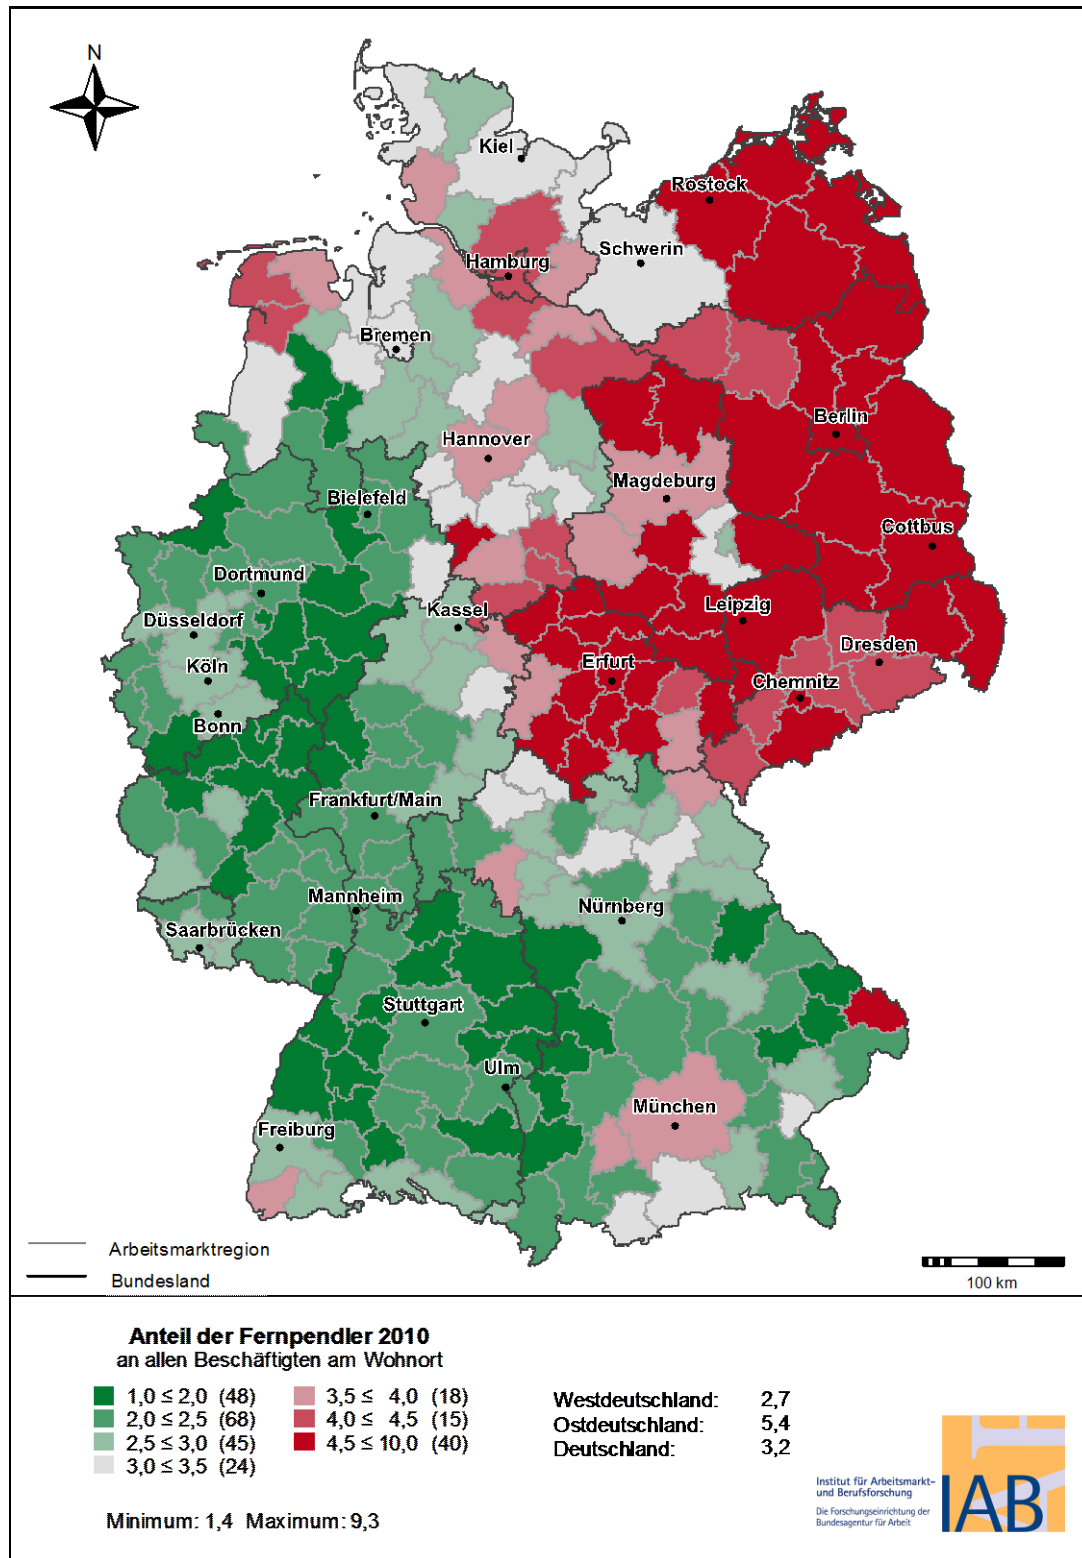 N
Kiel
Rostock
Schwerin
Hamburg
Bremen
Berlin
Hannover
Magdeburg
Bielefeld
Cottbus
Dortmund
Leipzig
Kassel
Düsseldorf
Dresden
Köln
Erfurt
Chemnitz
Bonn
Frankfurt/Main
Mannheim
Nürnberg
Saarbrücken
Stuttgart
Ulm
München
Freiburg
Arbeitsmarktregion
Bundesland
100 km
Anteil der Fernpendler 2010
an allen Beschäftigten am Wohnort
1,0 ≤ 2,0 (48)
2,0 ≤ 2,5 (68)
2,5 ≤ 3,0 (45)
3,0 ≤ 3,5 (24)
3,5 ≤ 4,0 (18)
4,0 ≤ 4,5 (15)
4,5 ≤ 10,0 (40)
Westdeutschland: 2,7
Ostdeutschland: 5,4
Deutschland: 3,2
Minimum: 1,4 Maximum: 9,3
Institut für Arbeitsmarkt-
und Berufsforschung
Die Forschungseinrichtung der
Bundesagentur für Arbeit
IAB